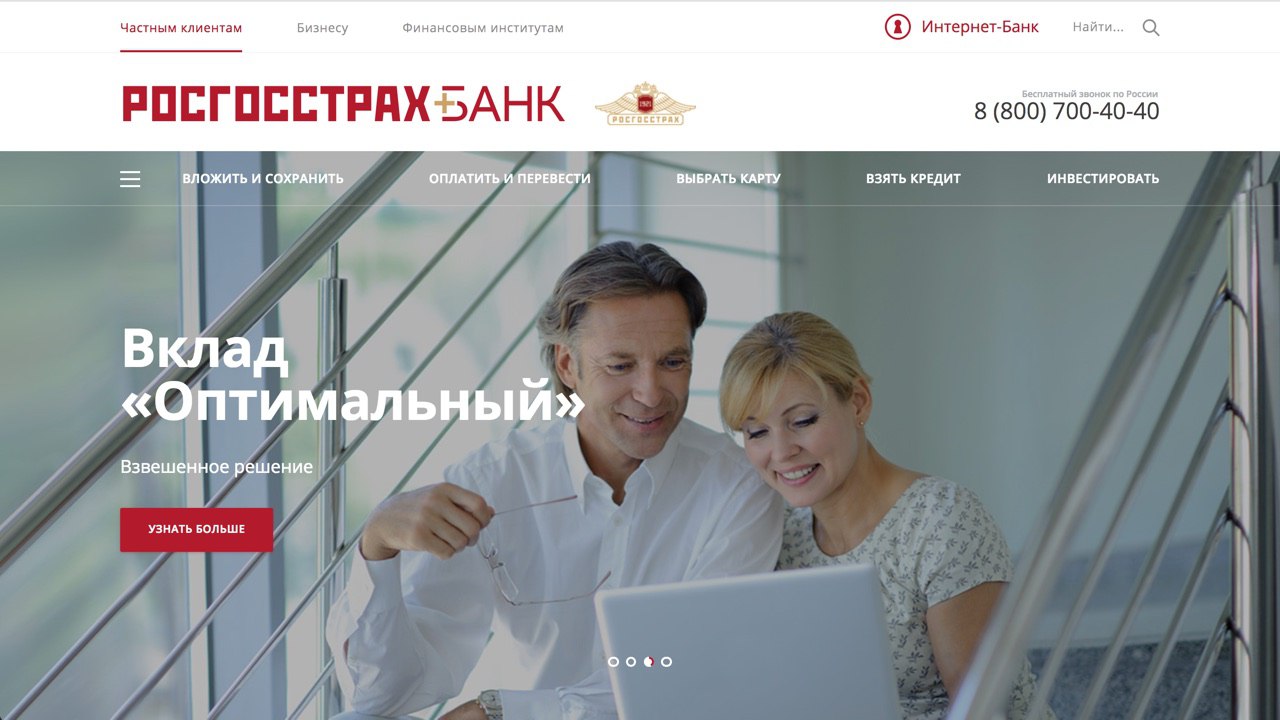 Частным клиентам
Бизнесу
Финансовым институтам
Интернет-Банк
Найти...
РОСГОССТРАХ БАНК
1921
РОСГОССТРАХ
Бесплатный звонок по России
8 (800) 700-40-40
ВЛОЖИТЬ И СОХРАНИТЬ
ОПЛАТИТЬ И ПЕРЕВЕСТИ
ВЫБРАТЬ КАРТУ
ВЗЯТЬ КРЕДИТ
ИНВЕСТИРОВАТЬ
Вклад
«Оптимальный»
Взвешенное решение
УЗНАТЬ БОЛЬШЕ